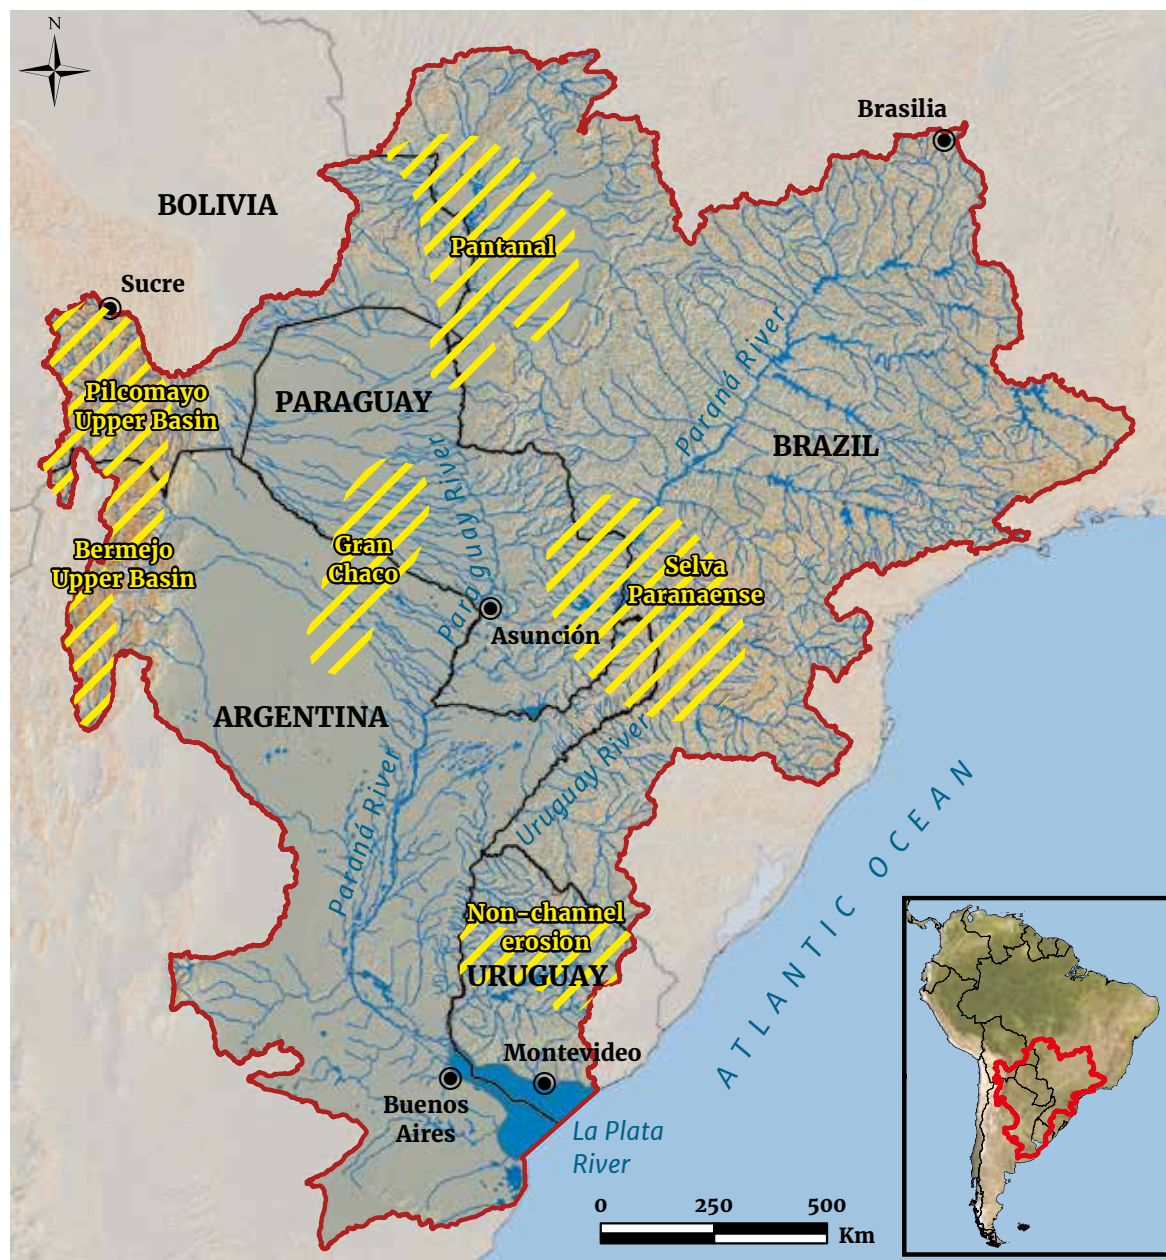 N
Brasilia
BOLIVIA
Pantanal
Sucre
Paraná River
Pilcomayo
Upper Basin
PARAGUAY
BRAZIL
Paraguay River
Gran
Chaco
Bermejo
Upper Basin
Selva
Paranaense
Asunción
ARGENTINA
Uruguay River
Paraná River
ATLANTIC OCEAN
Non-channel
erosion
URUGUAY
Montevideo
Buenos
Aires
La Plata
River
0 250 500
Km